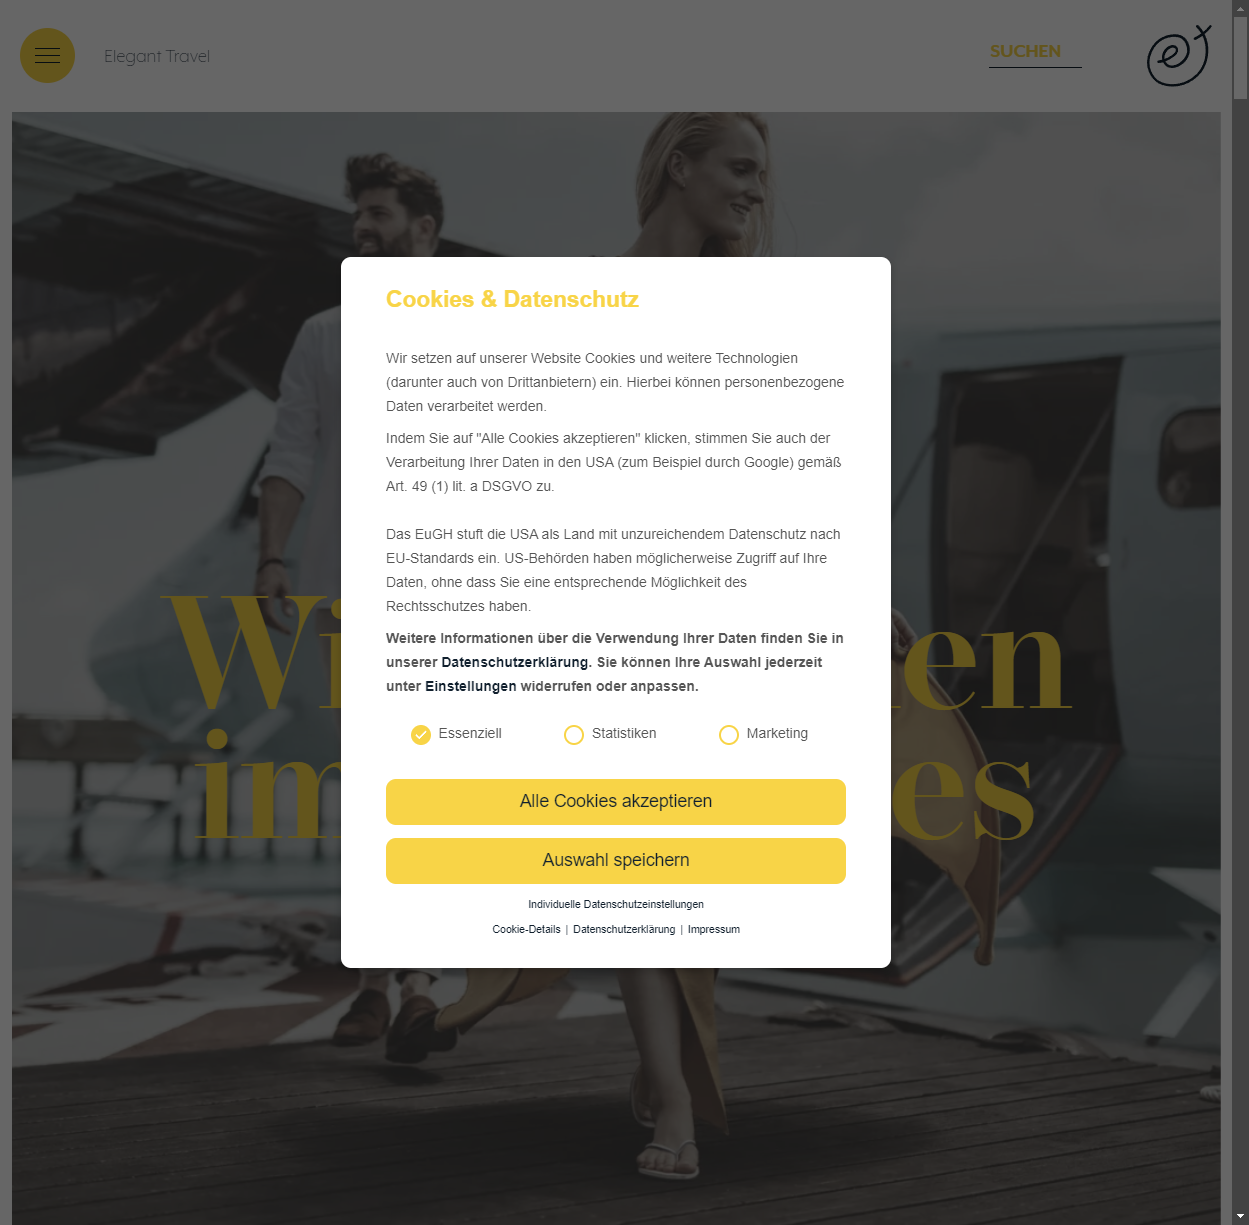 Elegant Travel
SUCHEN
Cookies & Datenschutz
Wir setzen auf unserer Website Cookies und weitere Technologien
(darunter auch von Drittanbietern) ein. Hierbei können personenbezogene
Daten verarbeitet werden.
Indem Sie auf "Alle Cookies akzeptieren" klicken, stimmen Sie auch der
Verarbeitung Ihrer Daten in den USA (zum Beispiel durch Google) gemäß
Art. 49 (1) lit. a DSGVO zu.
Das EuGH stuft die USA als Land mit unzureichendem Datenschutz nach
EU-Standards ein. US-Behörden haben möglicherweise Zugriff auf Ihre
Daten, ohne dass Sie eine entsprechende Möglichkeit des
Rechtsschutzes haben.
Weitere Informationen über die Verwendung Ihrer Daten finden Sie in
unserer Datenschutzerklärung. Sie können Ihre Auswahl jederzeit
unter Einstellungen widerrufen oder anpassen.
Essenziell Statistiken Marketing
Alle Cookies akzeptieren
Auswahl speichern
Individuelle Datenschutzeinstellungen
Cookie-Details | Datenschutzerklärung | Impressum